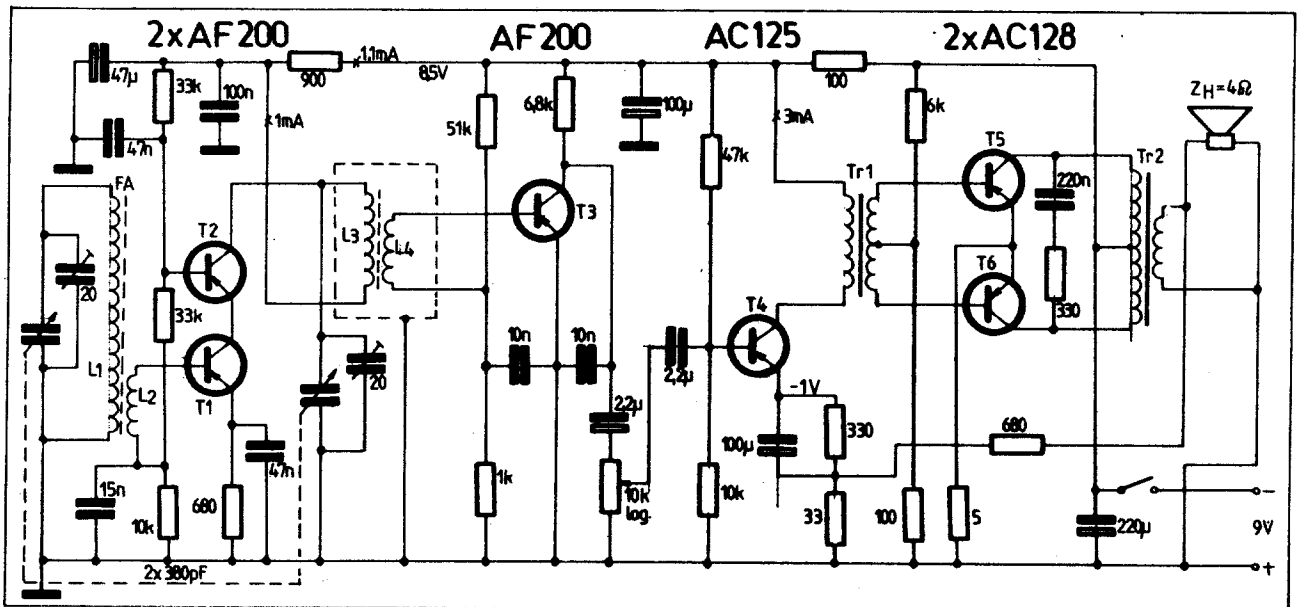 2xAF200
AF200
AC125
2xAC128
4,7µ
33k
100n
900
1,1mA
8,5V
1mA
47n
51k
6,8k
100µ
47k
3mA
100
6k
ZH=4Ω
FA
T2
L3
L4
T3
Tr1
T5
220n
Tr2
20
33k
T6
330
L1
L2
T1
20
10n
10n
2,2µ
T4
-1V
2,2µ
330
680
100µ
15n
10k
680
47n
1k
10k
log.
10k
33
100
5
220µ
-
9V
+
2x380pF